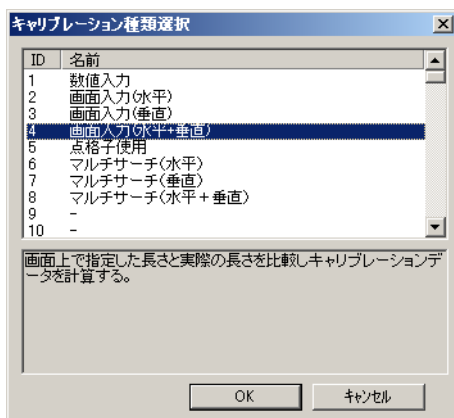 キャリブレーション種類選択
ID 名前
1 数値入力
2 画面入力(水平)
3 画面入力(垂直)
4 画面入力(水平+垂直)
5 点格子使用
6 マルチサーチ(水平)
7 マルチサーチ(垂直)
8 マルチサーチ(水平+垂直)
9 -
10 -
画面上で指定した長さと実際の長さを比較しキャリブレーションデ
ータを計算する。
OK キャンセル